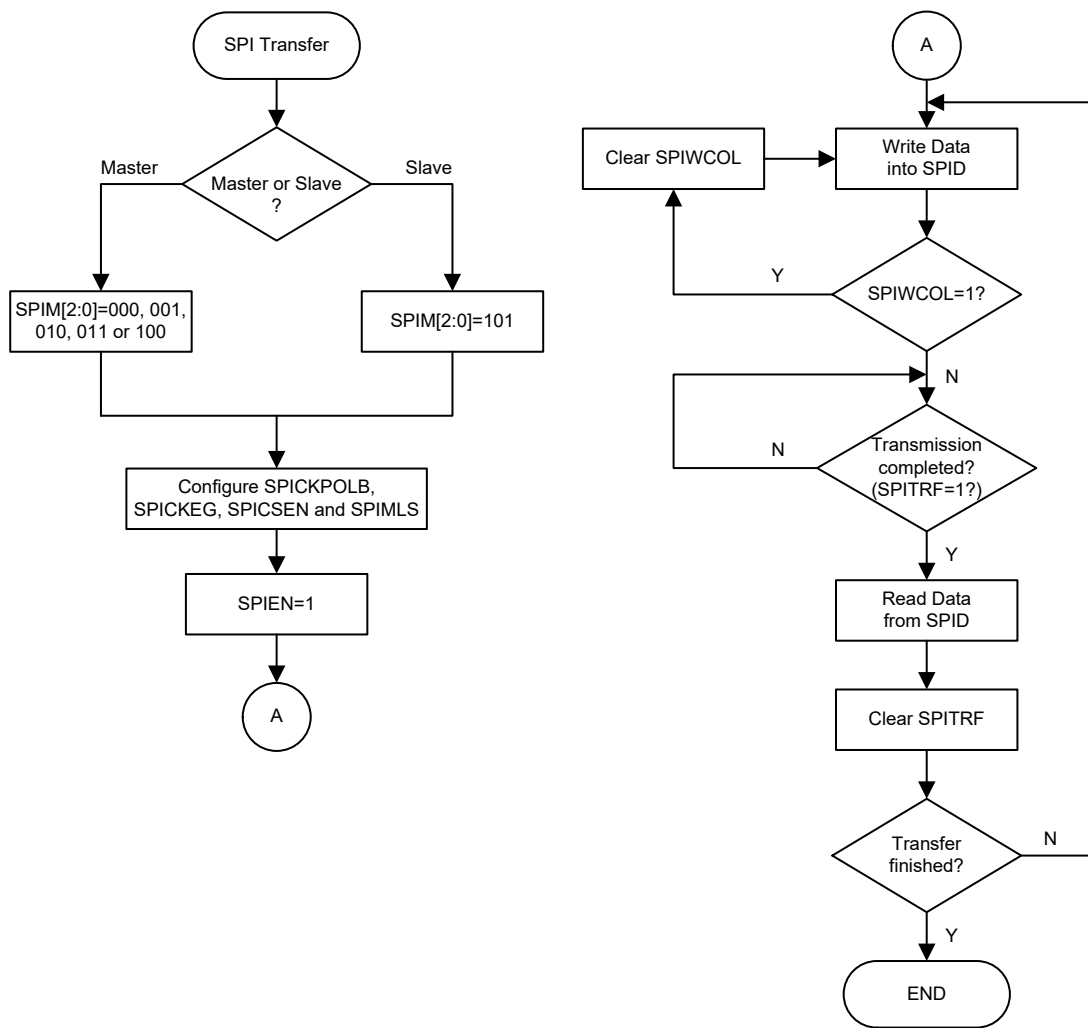 SPI Transfer
Master
Slave
Master or Slave
?
SPIM[2:0]=000, 001,
010, 011 or 100
SPIM[2:0]=101
Configure SPICKPOLB,
SPICKEG, SPICSEN and SPIMLS
SPIEN=1
A
A
Clear SPIWCOL
Write Data
into SPID
Y
SPIWCOL=1?
N
N
Transmission
completed?
(SPITRF=1?)
Y
Read Data
from SPID
Clear SPITRF
Transfer
finished?
N
Y
END